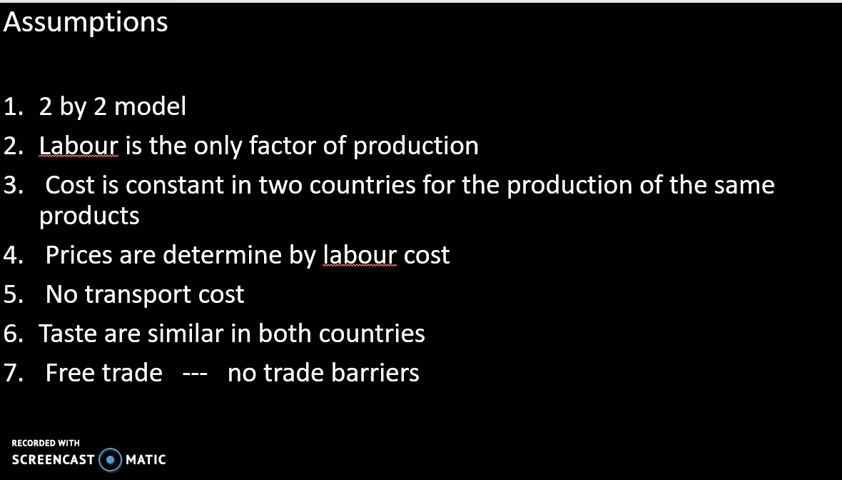 Assumptions
1. 2 by 2 model
2. Labour is the only factor of production
3. Cost is constant in two countries for the production of the same
products
4. Prices are determine by labour cost
5. No transport cost
6. Taste are similar in both countries
7. Free trade --- no trade barriers
RECORDED WITH
SCREENCAST MATIC